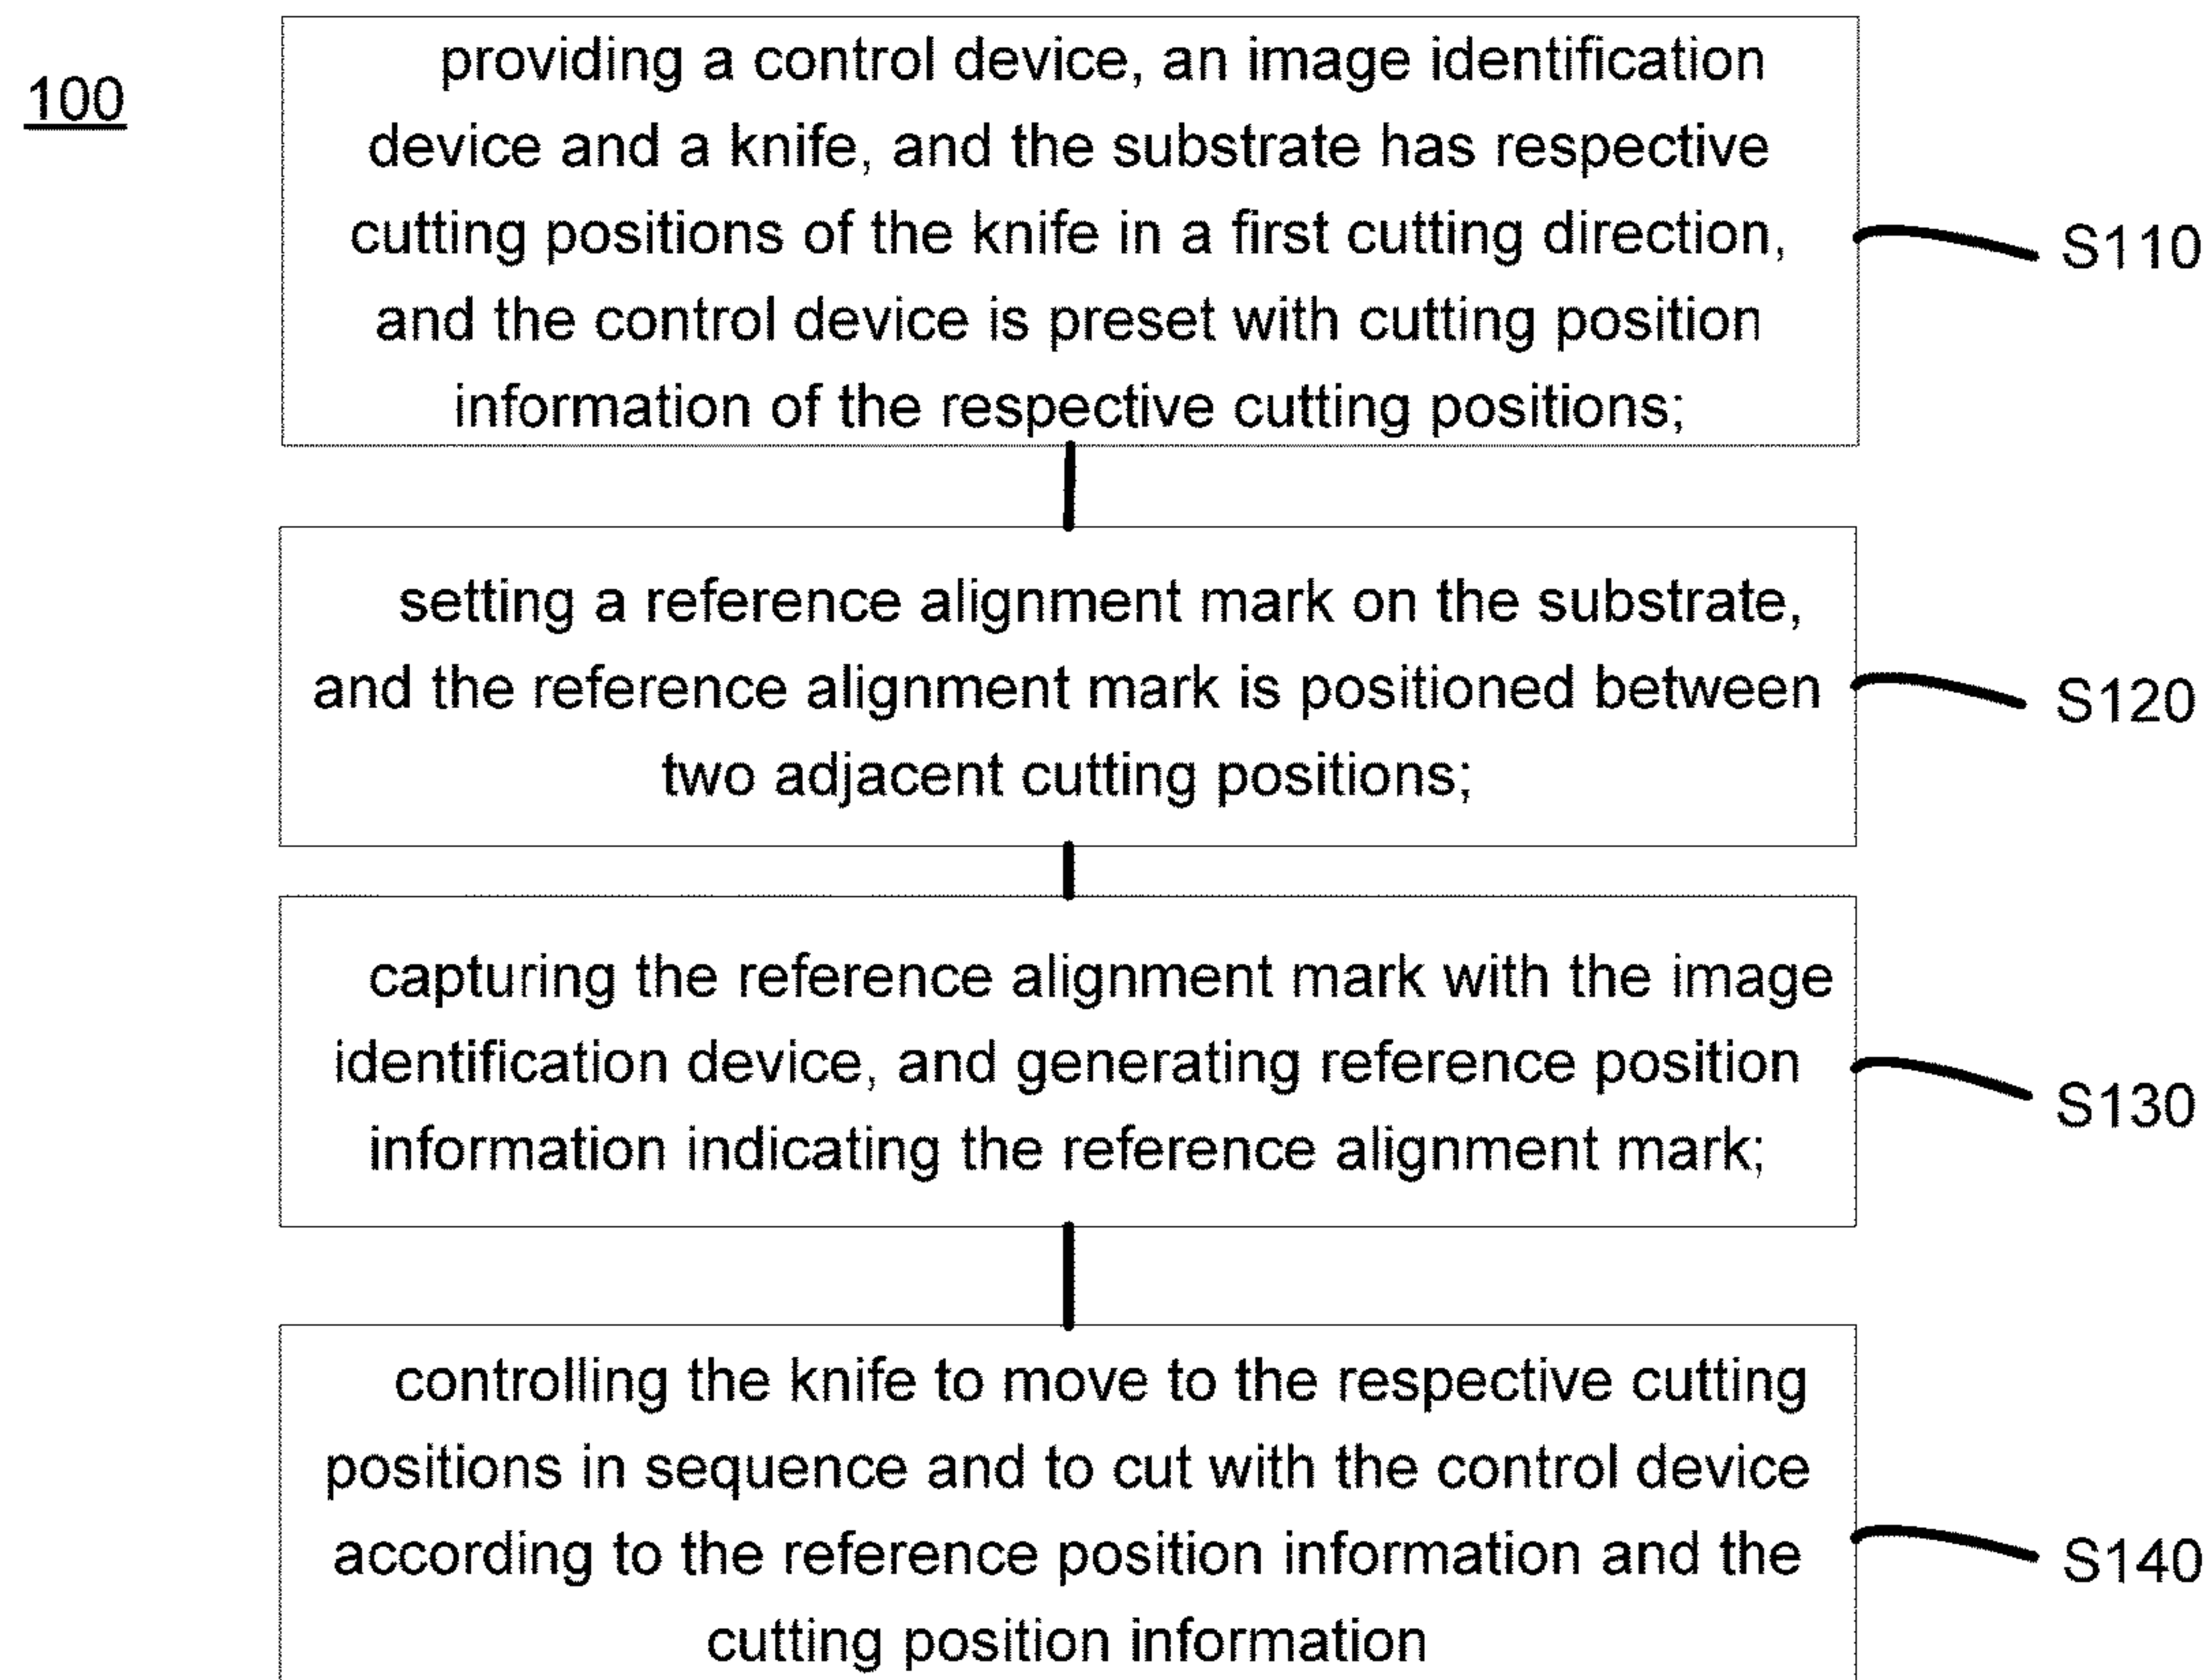 100
providing a control device, an image identification
device and a knife, and the substrate has respective
cutting positions of the knife in a first cutting direction,
and the control device is preset with cutting position
information of the respective cutting positions;
S110
setting a reference alignment mark on the substrate,
and the reference alignment mark is positioned between
two adjacent cutting positions;
S120
capturing the reference alignment mark with the image
identification device, and generating reference position
information indicating the reference alignment mark;
S130
controlling the knife to move to the respective cutting
positions in sequence and to cut with the control device
according to the reference position information and the
cutting position information
S140